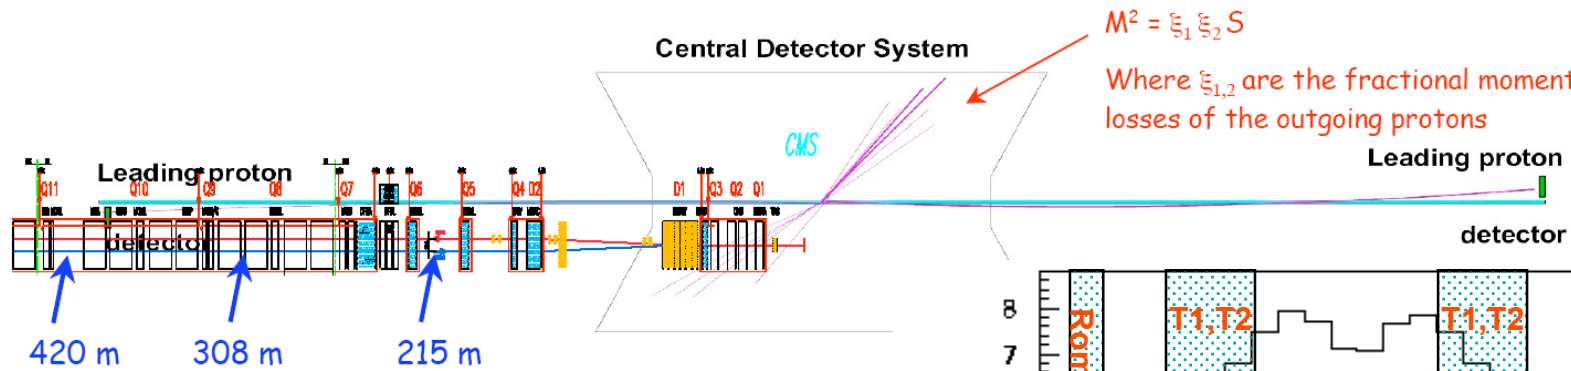 M² = ξ₁ ξ₂ S
Central Detector System
Where ξ₁,₂ are the fractional moment
losses of the outgoing protons
CMS
Leading proton
Leading proton
Q11 Q10 Q9 Q8 Q7 Q6 Q5 Q4 D2 D1 Q3 Q2 Q1
detector
detector
420 m 308 m 215 m
8
7
Rom
T1,T2
T1,T2